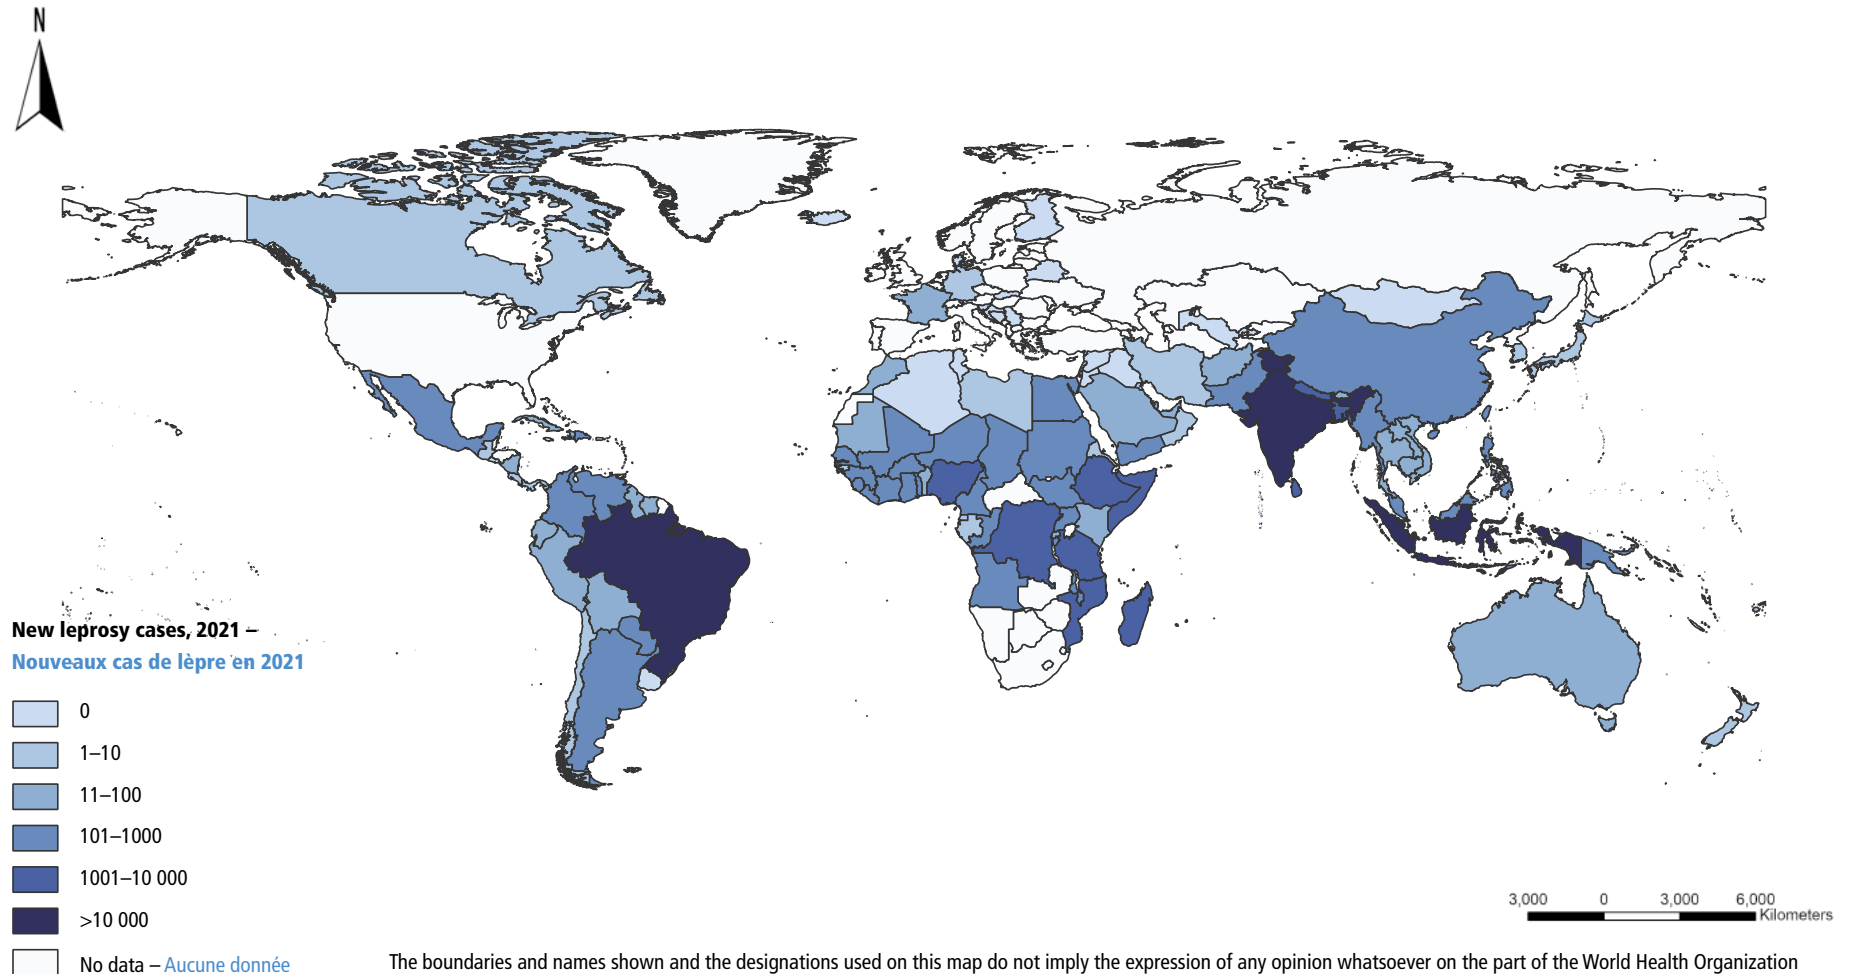 N
New leprosy cases, 2021 –
Nouveaux cas de lèpre en 2021
0
1–10
11–100
101–1000
1001–10 000
>10 000
No data – Aucune donnée
3,000 0 3,000 6,000
Kilometers
The boundaries and names shown and the designations used on this map do not imply the expression of any opinion whatsoever on the part of the World Health Organization